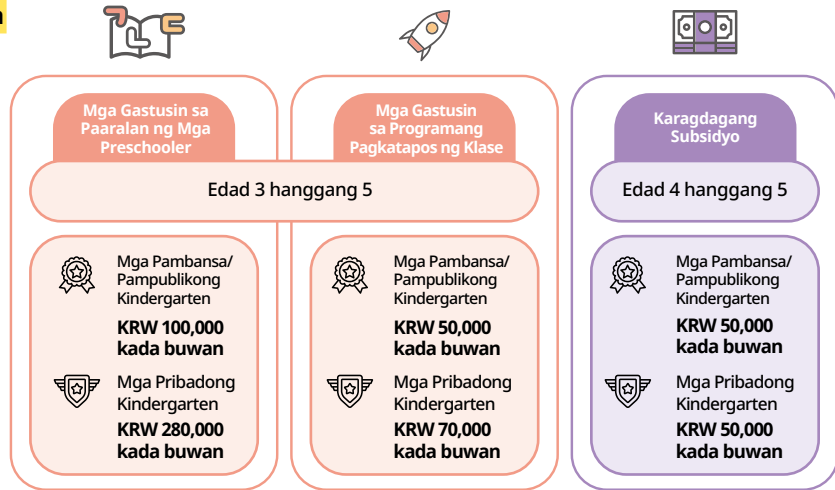 Mga Gastusin sa
Paaralan ng Mga
Preschooler
Mga Gastusin
sa Programang
Pagkatapos ng Klase
Edad 3 hanggang 5
Karagdagang
Subsidyo
Edad 4 hanggang 5
Mga Pambansa/
Pampublikong
Kindergarten
KRW 100,000
kada buwan
Mga Pribadong
Kindergarten
KRW 280,000
kada buwan
Mga Pambansa/
Pampublikong
Kindergarten
KRW 50,000
kada buwan
Mga Pribadong
Kindergarten
KRW 70,000
kada buwan
Mga Pambansa/
Pampublikong
Kindergarten
KRW 50,000
kada buwan
Mga Pribadong
Kindergarten
KRW 50,000
kada buwan